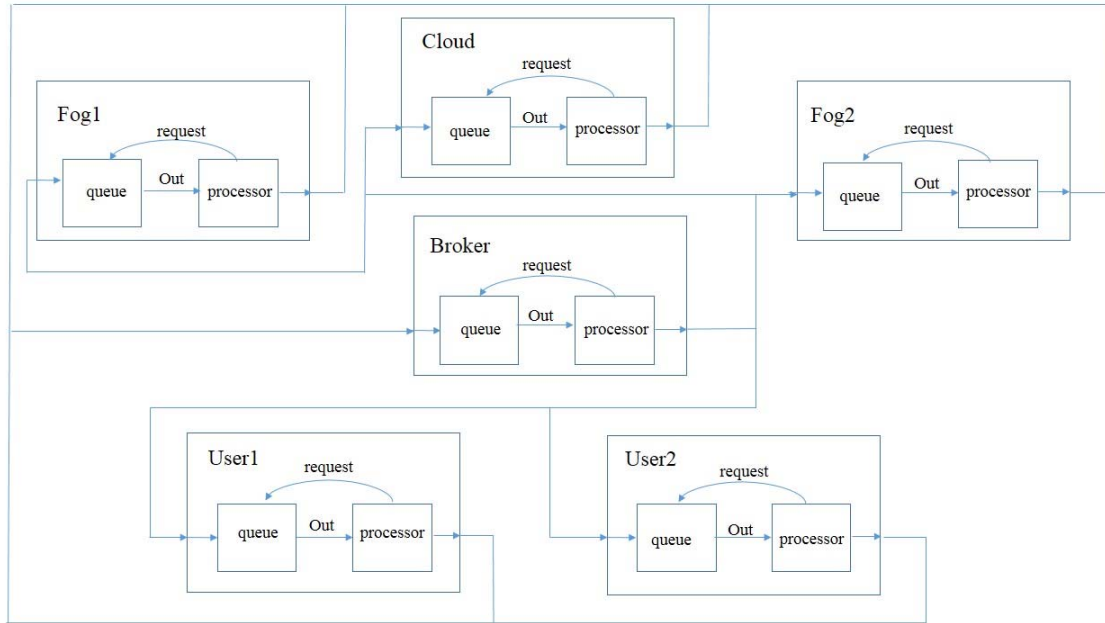 Cloud
request
queue
Out
processor
Fog1
request
queue
Out
processor
Fog2
request
queue
Out
processor
Broker
request
queue
Out
processor
User1
request
queue
Out
processor
User2
request
queue
Out
processor